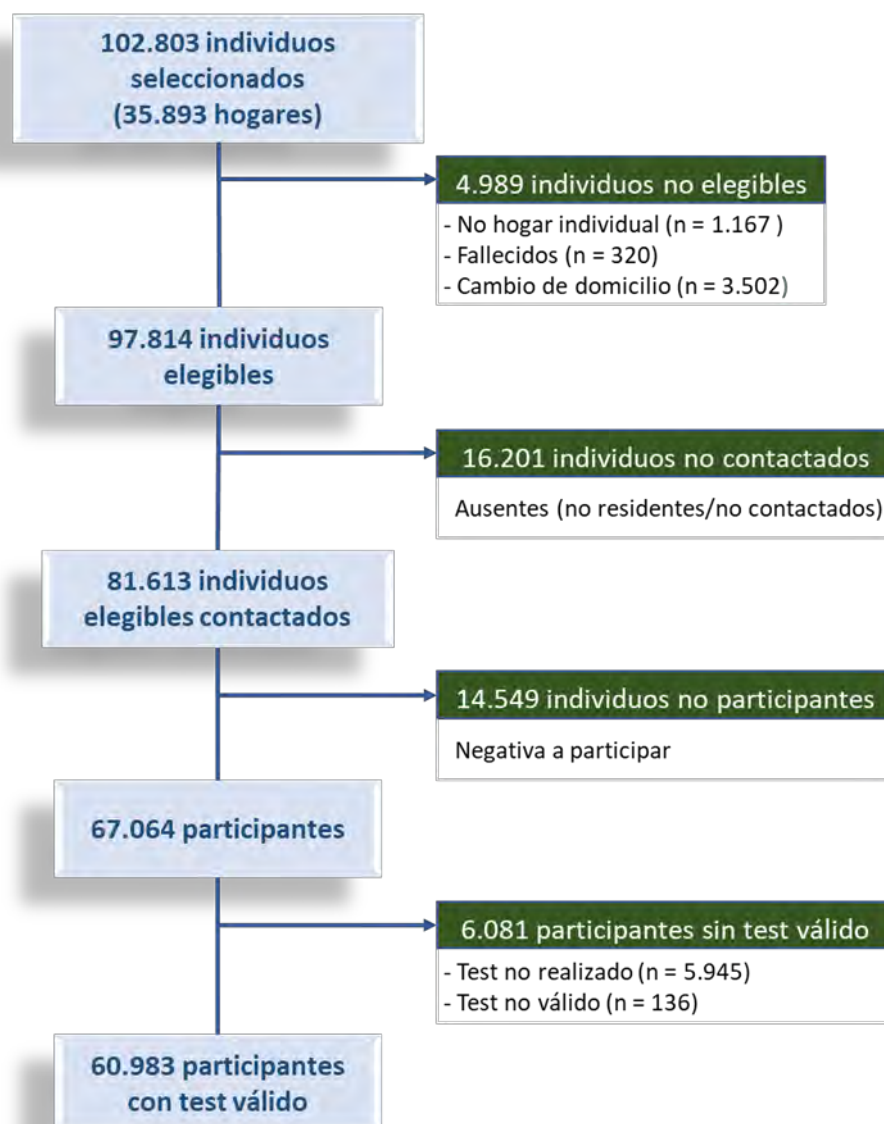 102.803 individuos
seleccionados
(35.893 hogares)
4.989 individuos no elegibles
- No hogar individual (n = 1.167 )
- Fallecidos (n = 320)
- Cambio de domicilio (n = 3.502)
97.814 individuos
elegibles
16.201 individuos no contactados
Ausentes (no residentes/no contactados)
81.613 individuos
elegibles contactados
14.549 individuos no participantes
Negativa a participar
67.064 participantes
6.081 participantes sin test válido
- Test no realizado (n = 5.945)
- Test no válido (n = 136)
60.983 participantes
con test válido